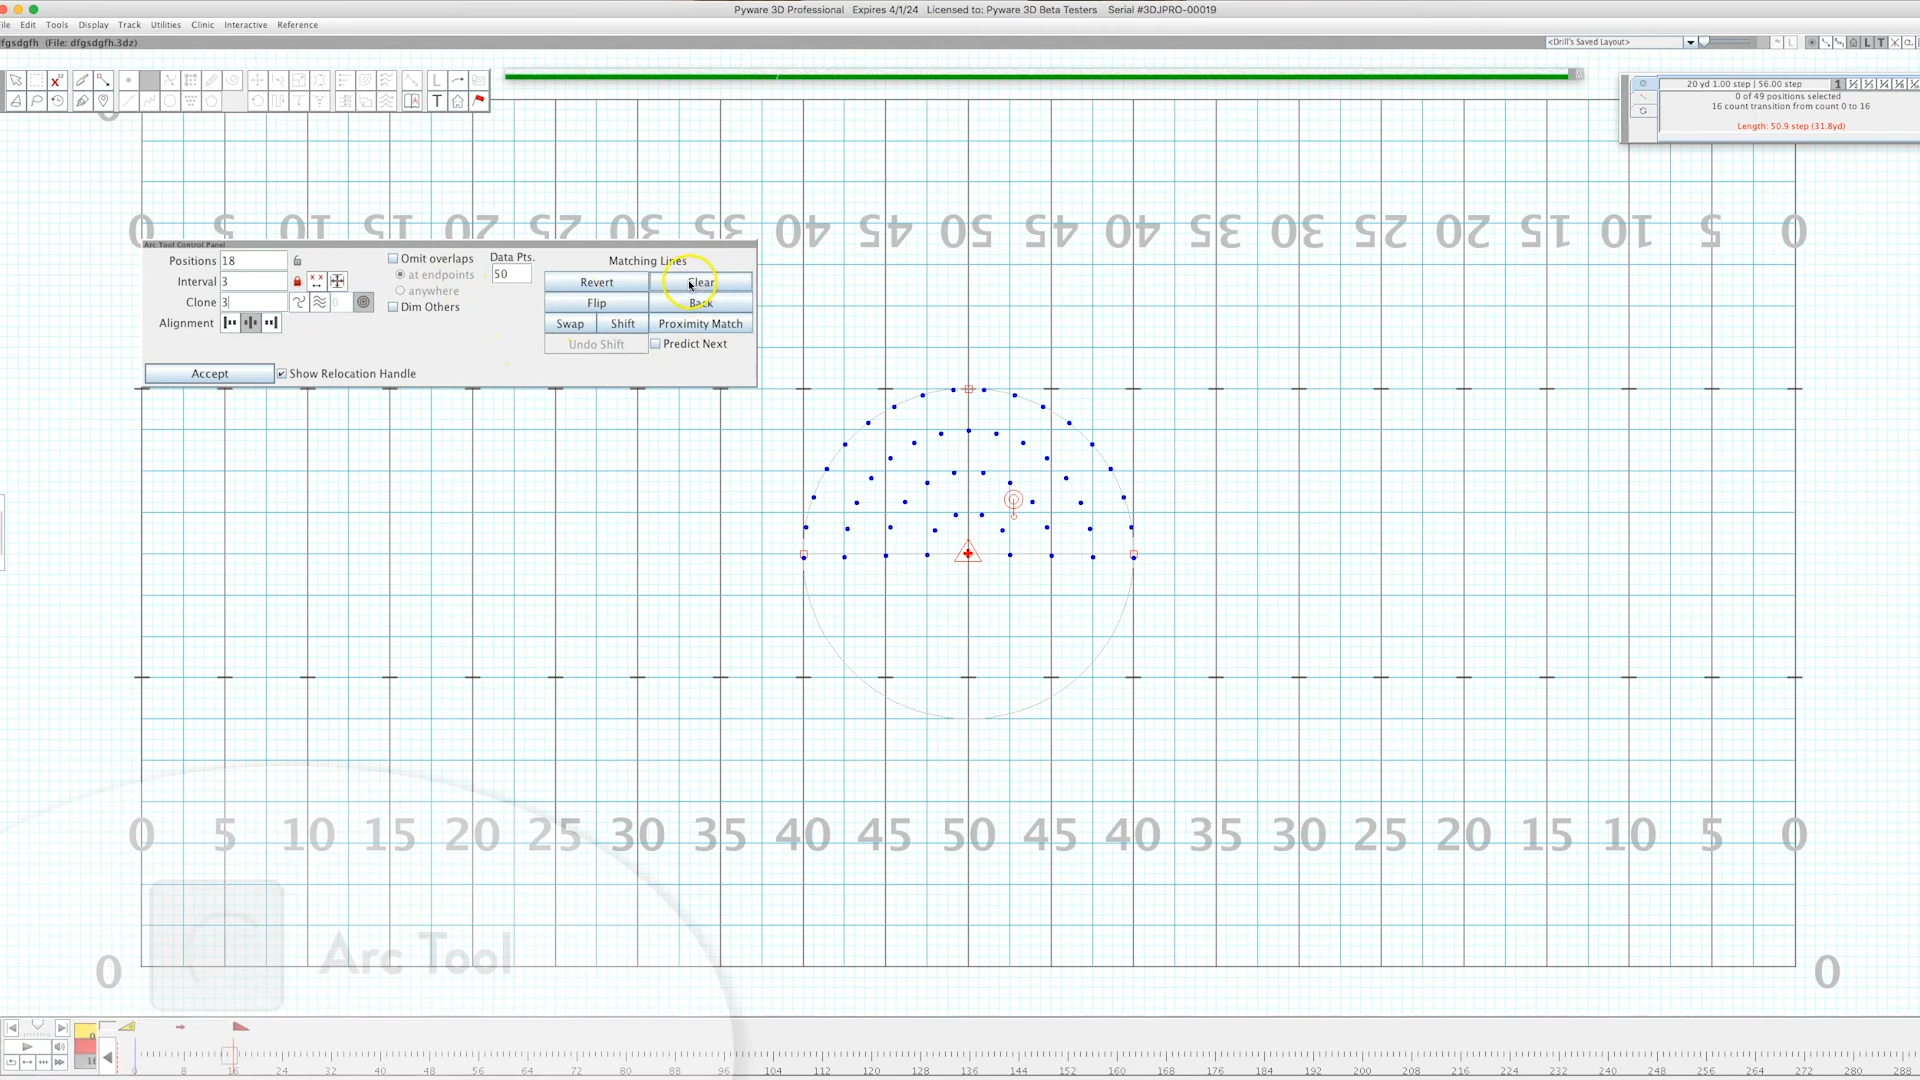 Pyware 3D Professional Expires 4/1/24 Licensed to: Pyware 3D Beta Testers Serial #3DJPRO-00019
File Edit Tools Display Track Utilities Clinic Interactive Reference
fgsdgfh (File: dfgsdgfh.3dz)
<Drill's Saved Layout>
20 yd 1.00 step | 56.00 step
0 of 49 positions selected
16 count transition from count 0 to 16
Length: 50.9 step (31.8yd)
0 5 10 15 20 25 30 35 40 45 50 45 40 35 30 25 20 15 10 5 0
Arc Tool Control Panel
Positions 18
Interval 3
Clone 3
Alignment
Omit overlaps
at endpoints
anywhere
Dim Others
Data Pts.
50
Matching Lines
Revert Clear
Flip Back
Swap Shift Proximity Match
Undo Shift Predict Next
Accept Show Relocation Handle
0 5 10 15 20 25 30 35 40 45 50 45 40 35 30 25 20 15 10 5 0
Arc Tool
0 0
0 8 16 24 32 40 48 56 64 72 80 88 96 104 112 120 128 136 144 152 160 168 176 184 192 200 208 216 224 232 240 248 256 264 272 280 288